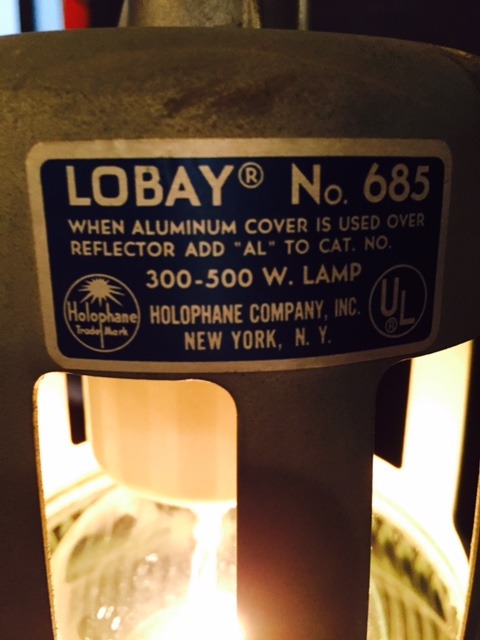 LOBAY® No. 685
WHEN ALUMINUM COVER IS USED OVER
REFLECTOR ADD "AL" TO CAT. NO.
300-500 W. LAMP
HOLOPHANE COMPANY, INC.
NEW YORK, N. Y.
Holophane
Trade Mark
UL
®